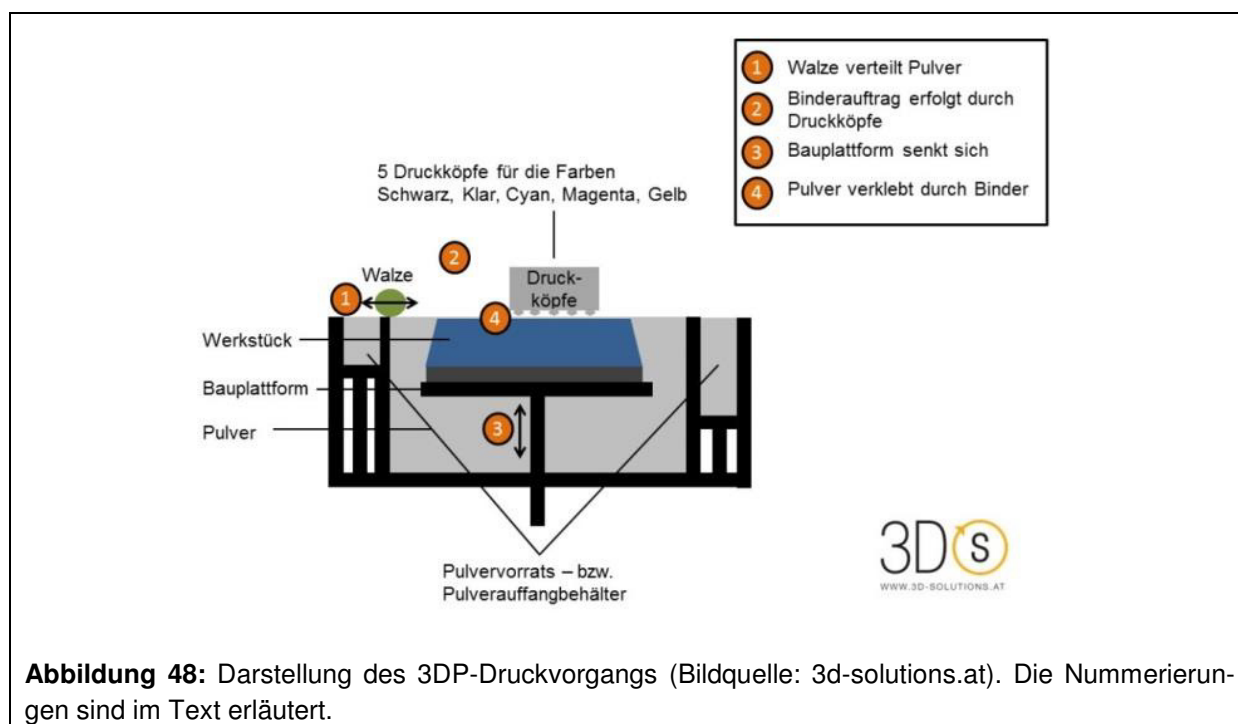 1 Walze verteilt Pulver
2 Binderauftrag erfolgt durch
Druckköpfe
3 Bauplattform senkt sich
4 Pulver verklebt durch Binder
5 Druckköpfe für die Farben
Schwarz, Klar, Cyan, Magenta, Gelb
2
Walze
1
Druck-
köpfe
4
Werkstück
Bauplattform
3
Pulver
Pulvervorrats – bzw.
Pulverauffangbehälter
3D S
WWW.3D-SOLUTIONS.AT
Abbildung 48: Darstellung des 3DP-Druckvorgangs (Bildquelle: 3d-solutions.at). Die Nummerierun-
gen sind im Text erläutert.